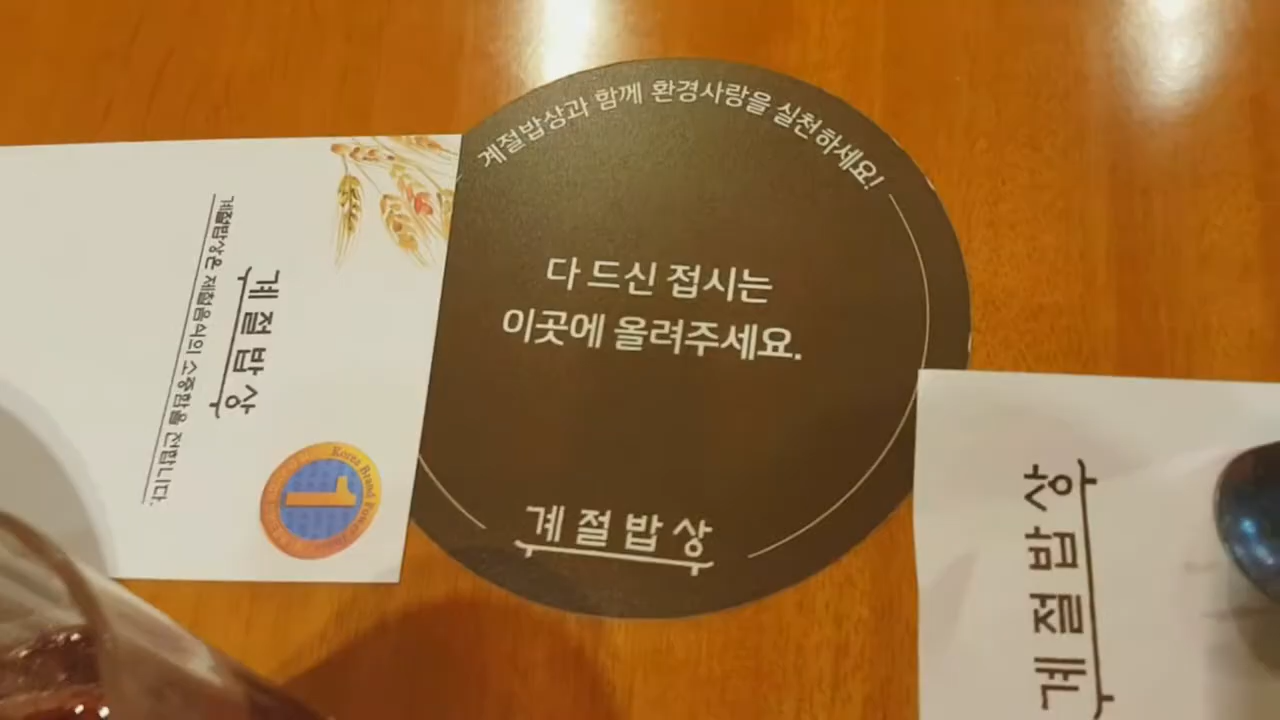 계절밥상과 함께 환경사랑을 실천하세요!
다 드신 접시는
이곳에 올려주세요.
계절밥상
계절밥상
계절밥상은 제철음식의 소중함을 전합니다.
1
Korea Brand Power
계절밥상